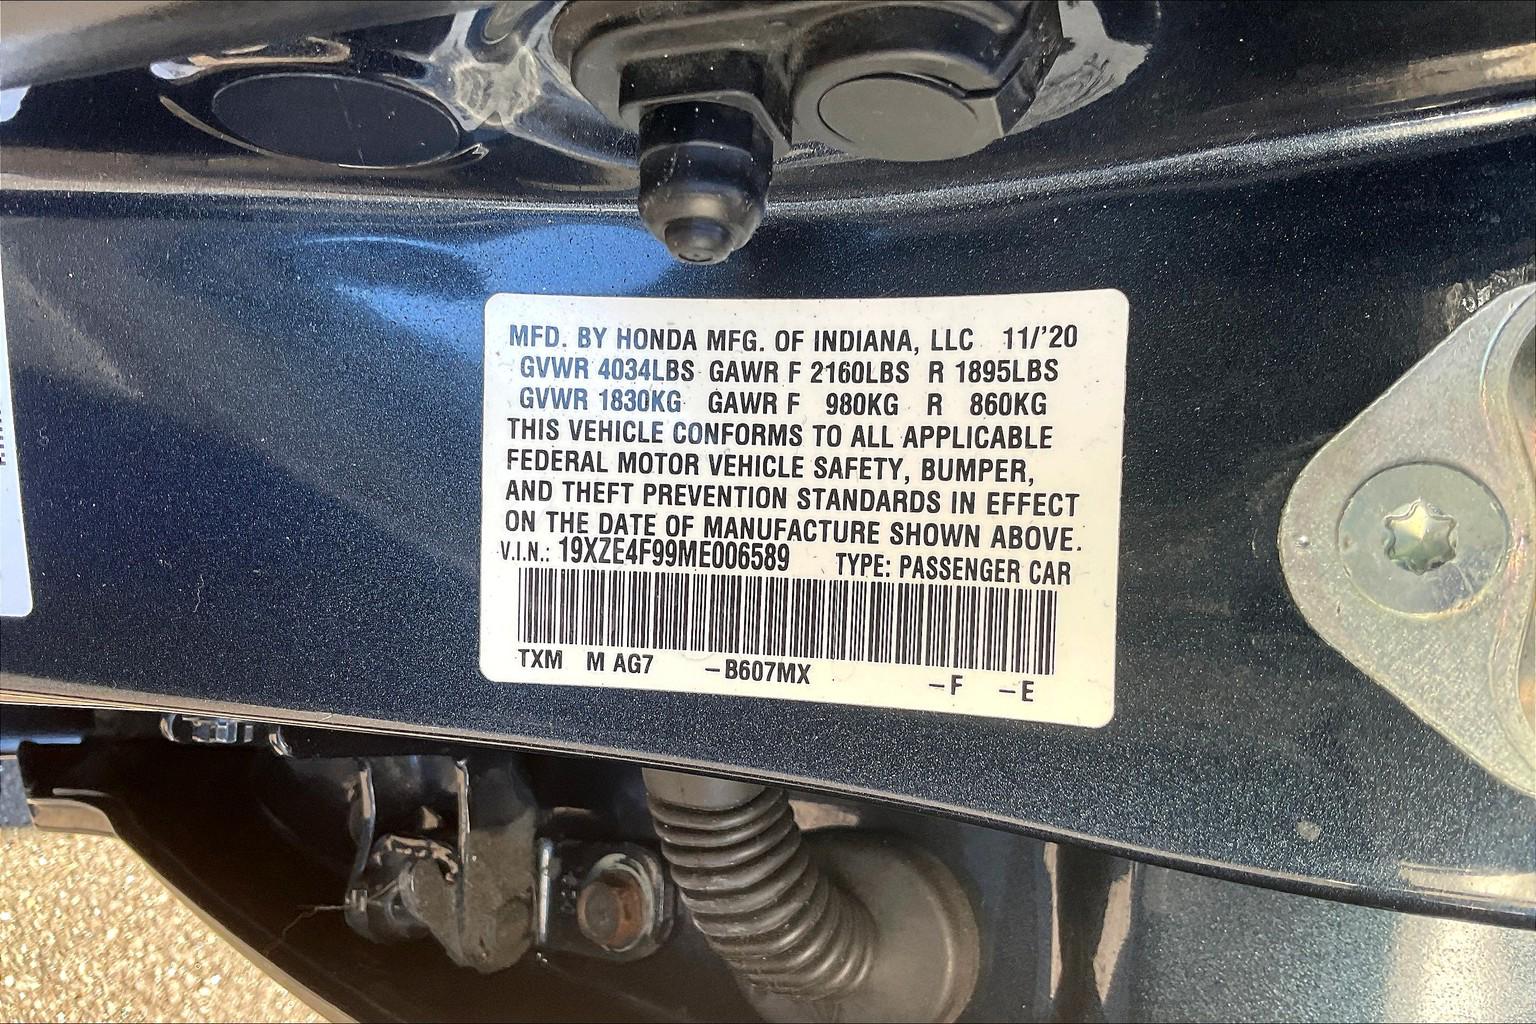 MFD. BY HONDA MFG. OF INDIANA, LLC 11/'20
GVWR 4034LBS GAWR F 2160LBS R 1895LBS
GVWR 1830KG GAWR F 980KG R 860KG
THIS VEHICLE CONFORMS TO ALL APPLICABLE
FEDERAL MOTOR VEHICLE SAFETY, BUMPER,
AND THEFT PREVENTION STANDARDS IN EFFECT
ON THE DATE OF MANUFACTURE SHOWN ABOVE.
V.I.N.: 19XZE4F99ME006589 TYPE: PASSENGER CAR
TXM M AG7 –B607MX –F –E